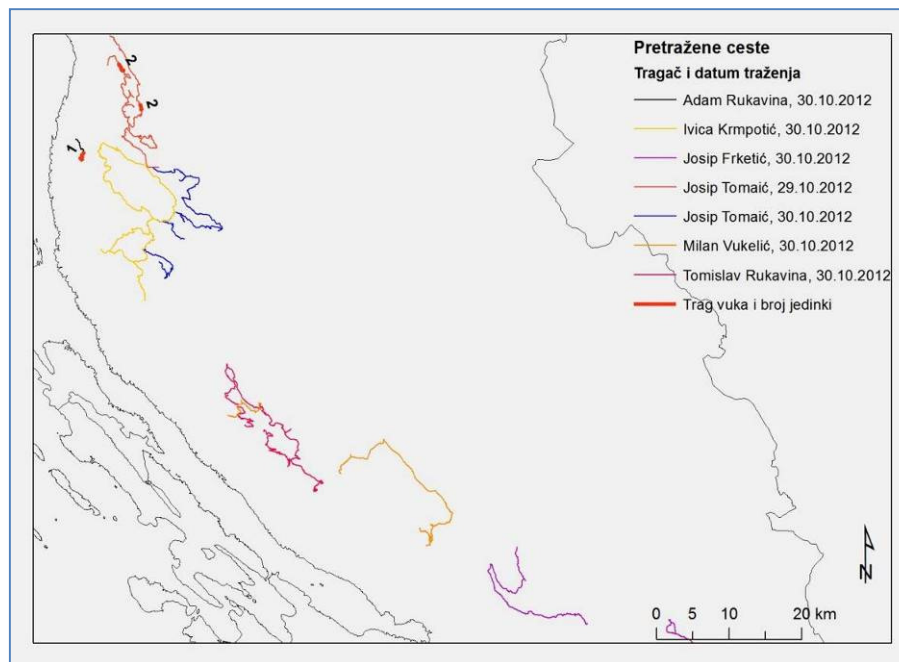 Pretražene ceste
Tragač i datum traženja
Adam Rukavina, 30.10.2012
Ivica Krmpotić, 30.10.2012
Josip Frketić, 30.10.2012
Josip Tomaić, 29.10.2012
Josip Tomaić, 30.10.2012
Milan Vukelić, 30.10.2012
Tomislav Rukavina, 30.10.2012
Trag vuka i broj jedinki
2
2
1
N
0 5 10 20 km